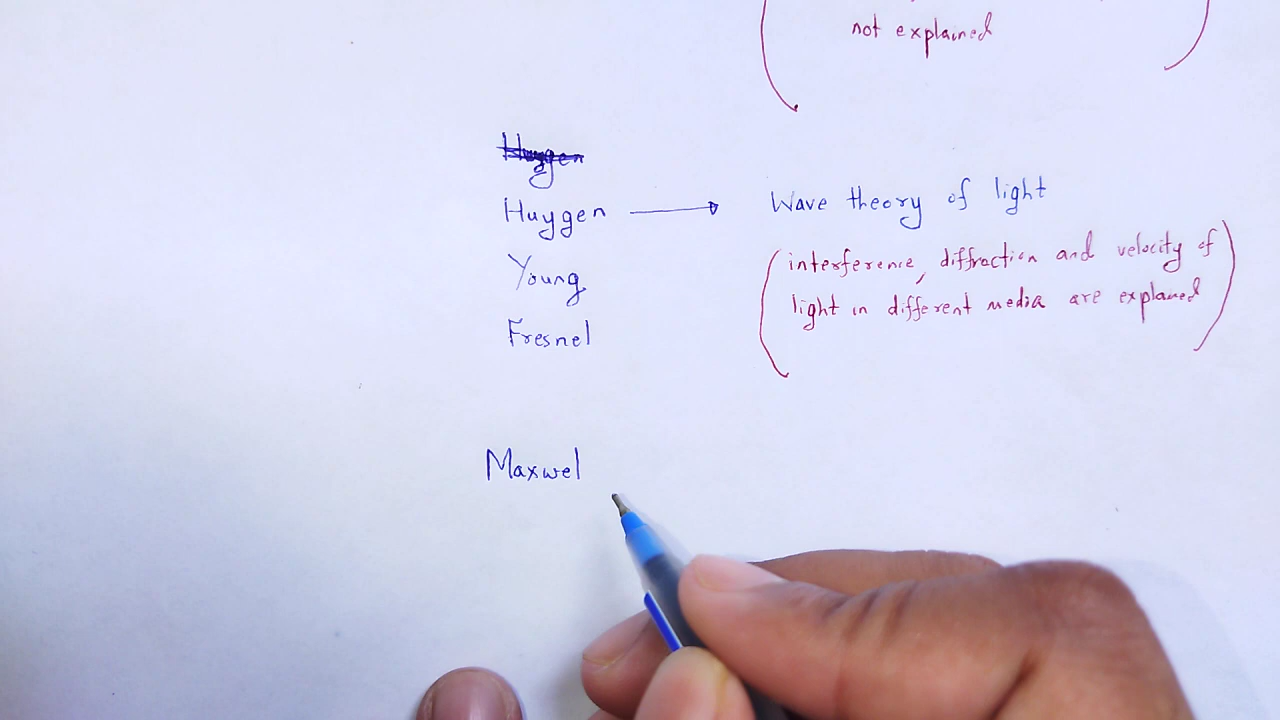 not explained
Huygen
Huygen → Wave theory of light
Young
Fresnel
(interference, diffraction and velocity of
light in different media are explained)
Maxwel